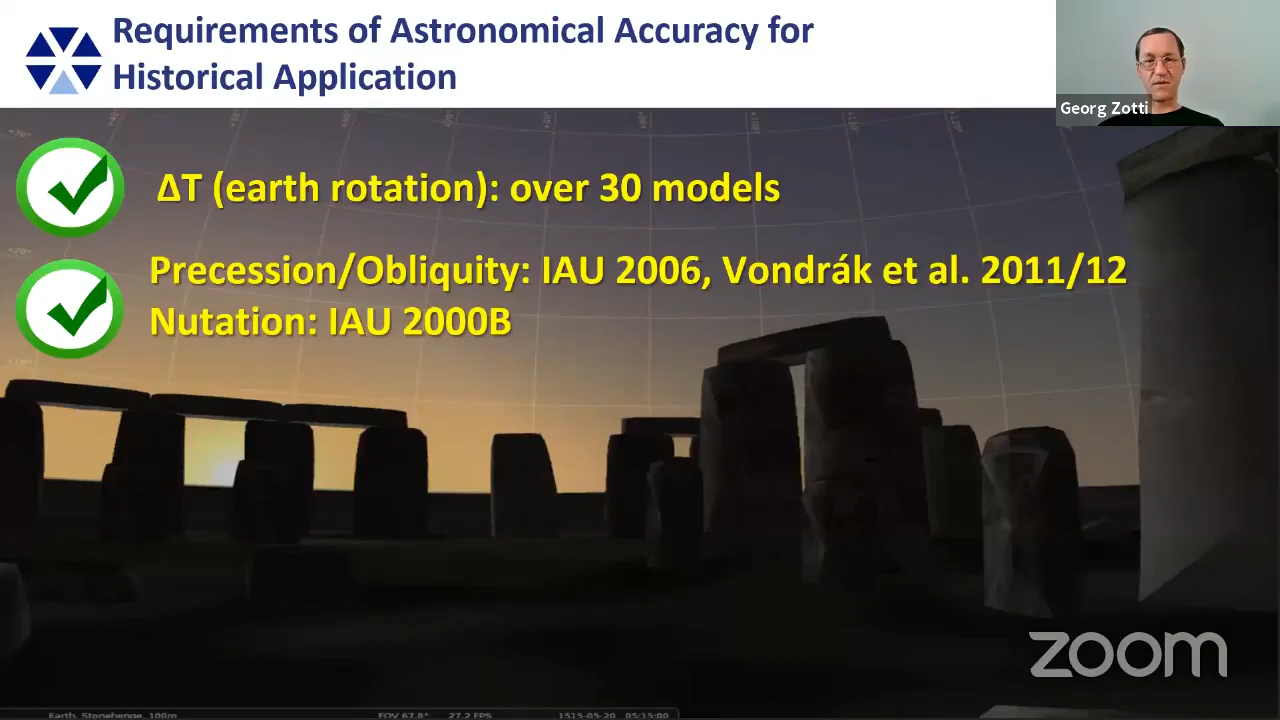 Requirements of Astronomical Accuracy for
Historical Application
Georg Zotti
ΔT (earth rotation): over 30 models
Precession/Obliquity: IAU 2006, Vondrák et al. 2011/12
Nutation: IAU 2000B
zoom
Earth, Stonehenge, 100m FOV 67.8° 27.2 FPS 1515-05-20 05:15:00